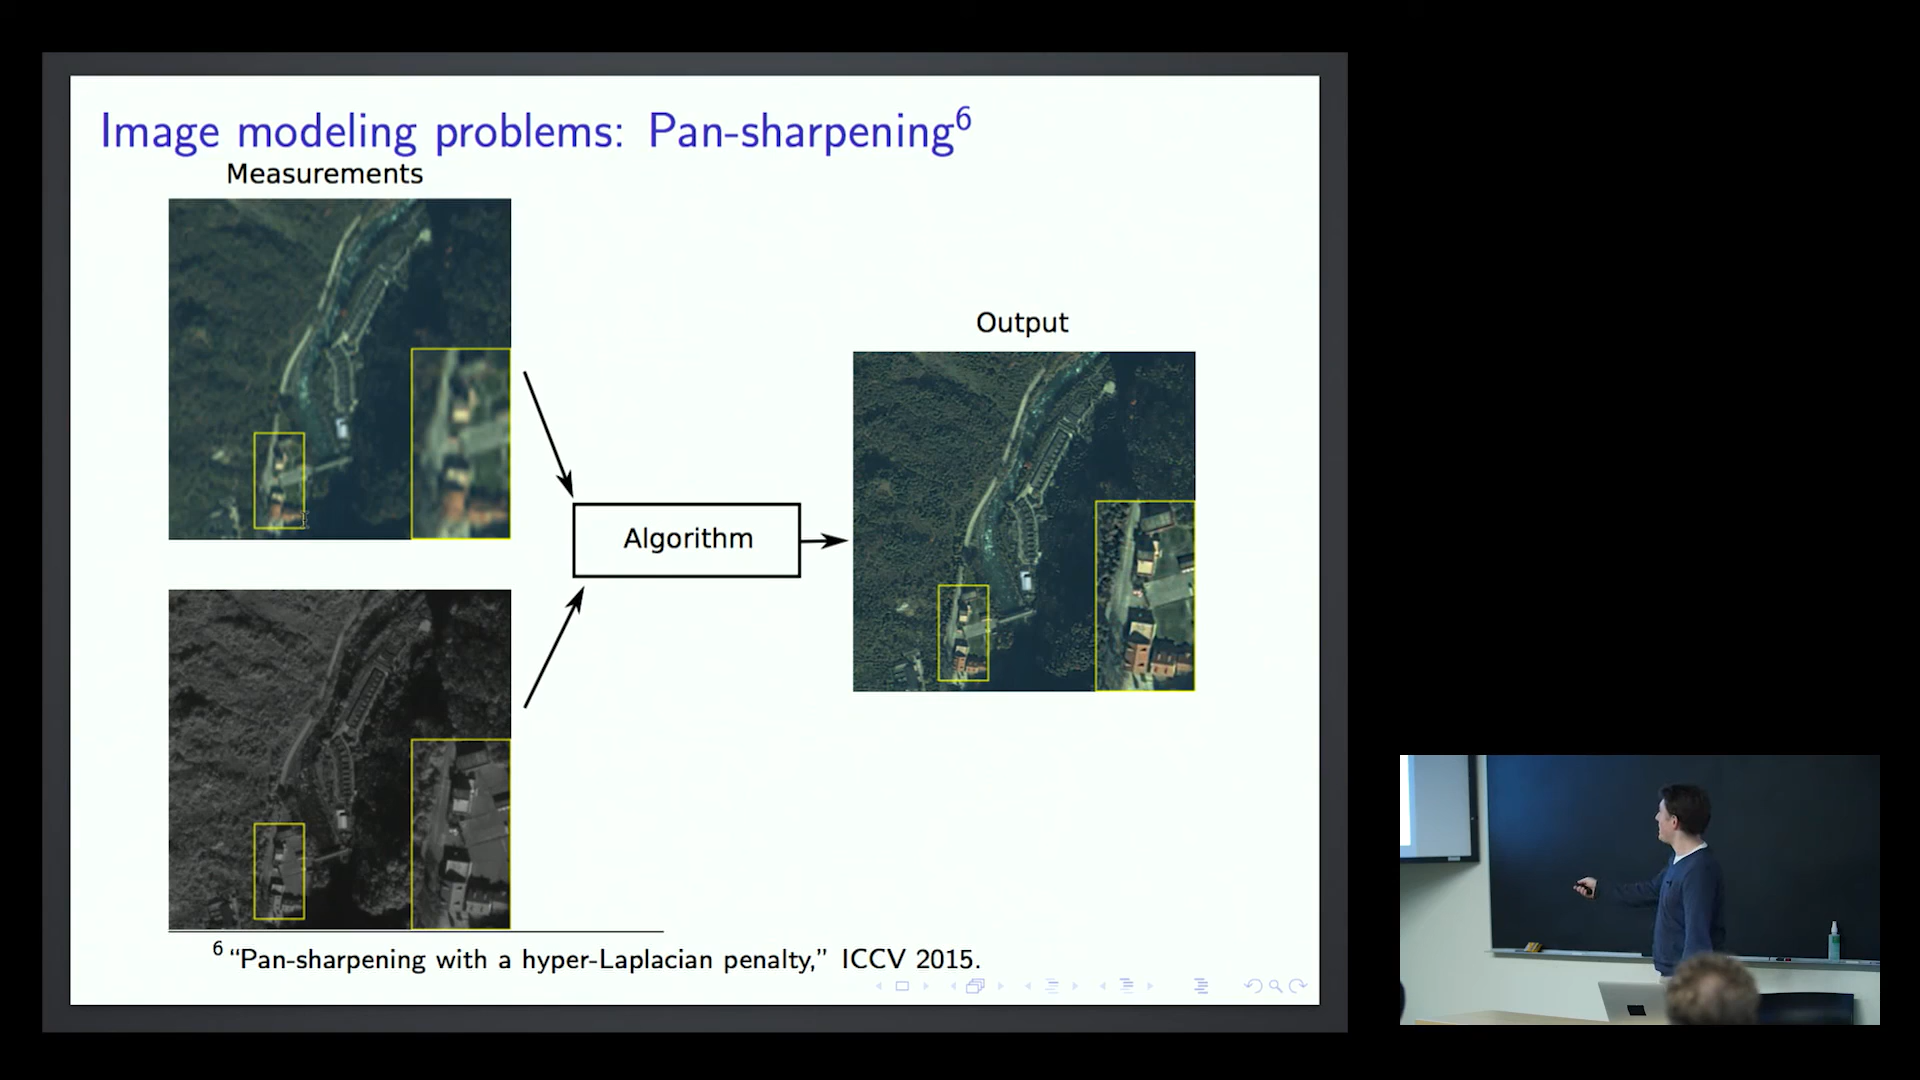 Image modeling problems: Pan-sharpening⁶
Measurements
Output
Algorithm
⁶ “Pan-sharpening with a hyper-Laplacian penalty,” ICCV 2015.